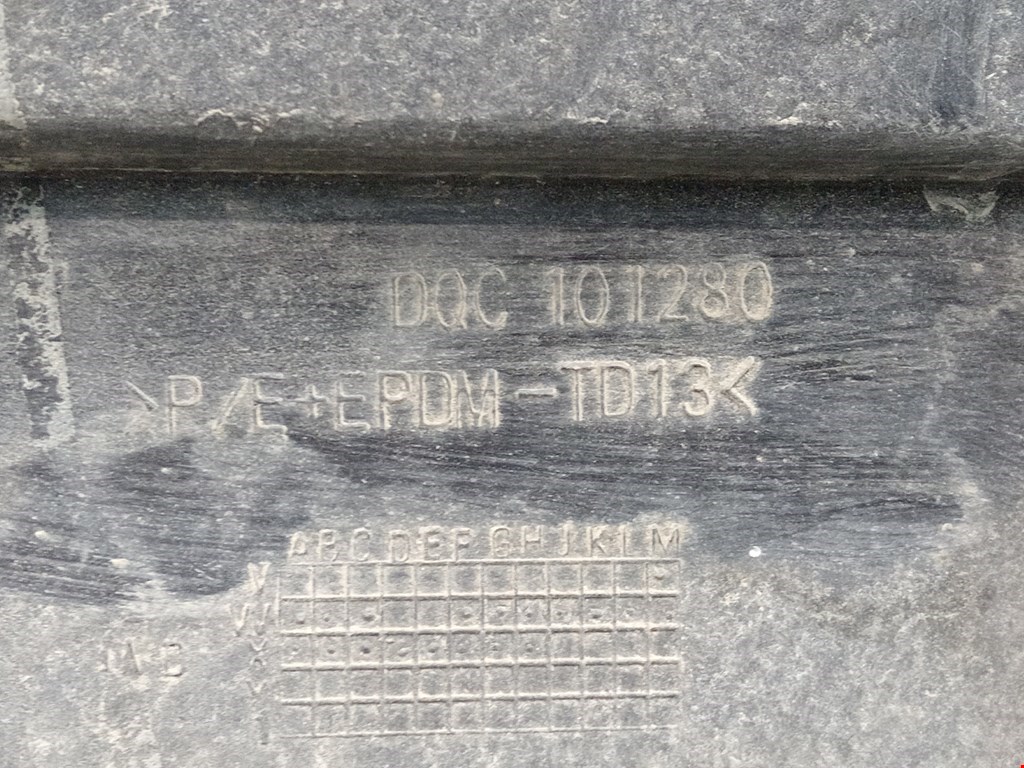 DQC 101280
>P/E+EPDM-TD13<
ABCDEFGHJKLM